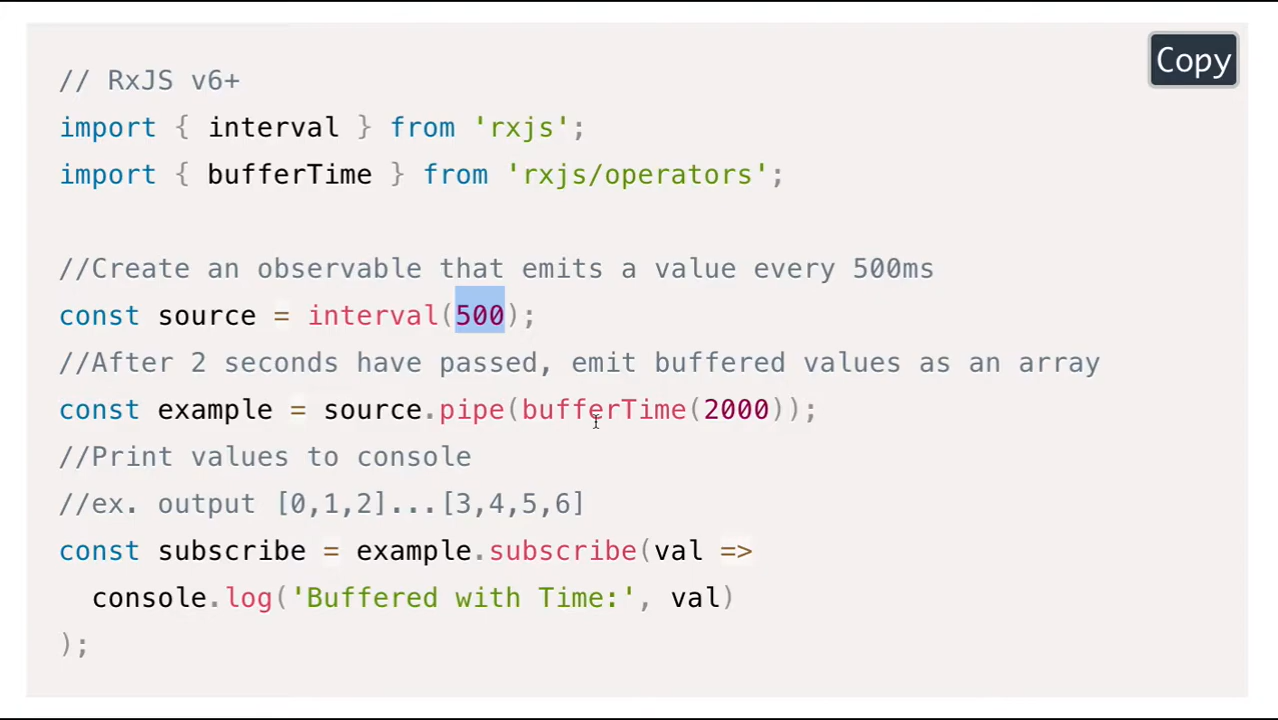 Copy
// RxJS v6+
import { interval } from 'rxjs';
import { bufferTime } from 'rxjs/operators';

//Create an observable that emits a value every 500ms
const source = interval(500);
//After 2 seconds have passed, emit buffered values as an array
const example = source.pipe(bufferTime(2000));
//Print values to console
//ex. output [0,1,2]...[3,4,5,6]
const subscribe = example.subscribe(val =>
  console.log('Buffered with Time:', val)
);